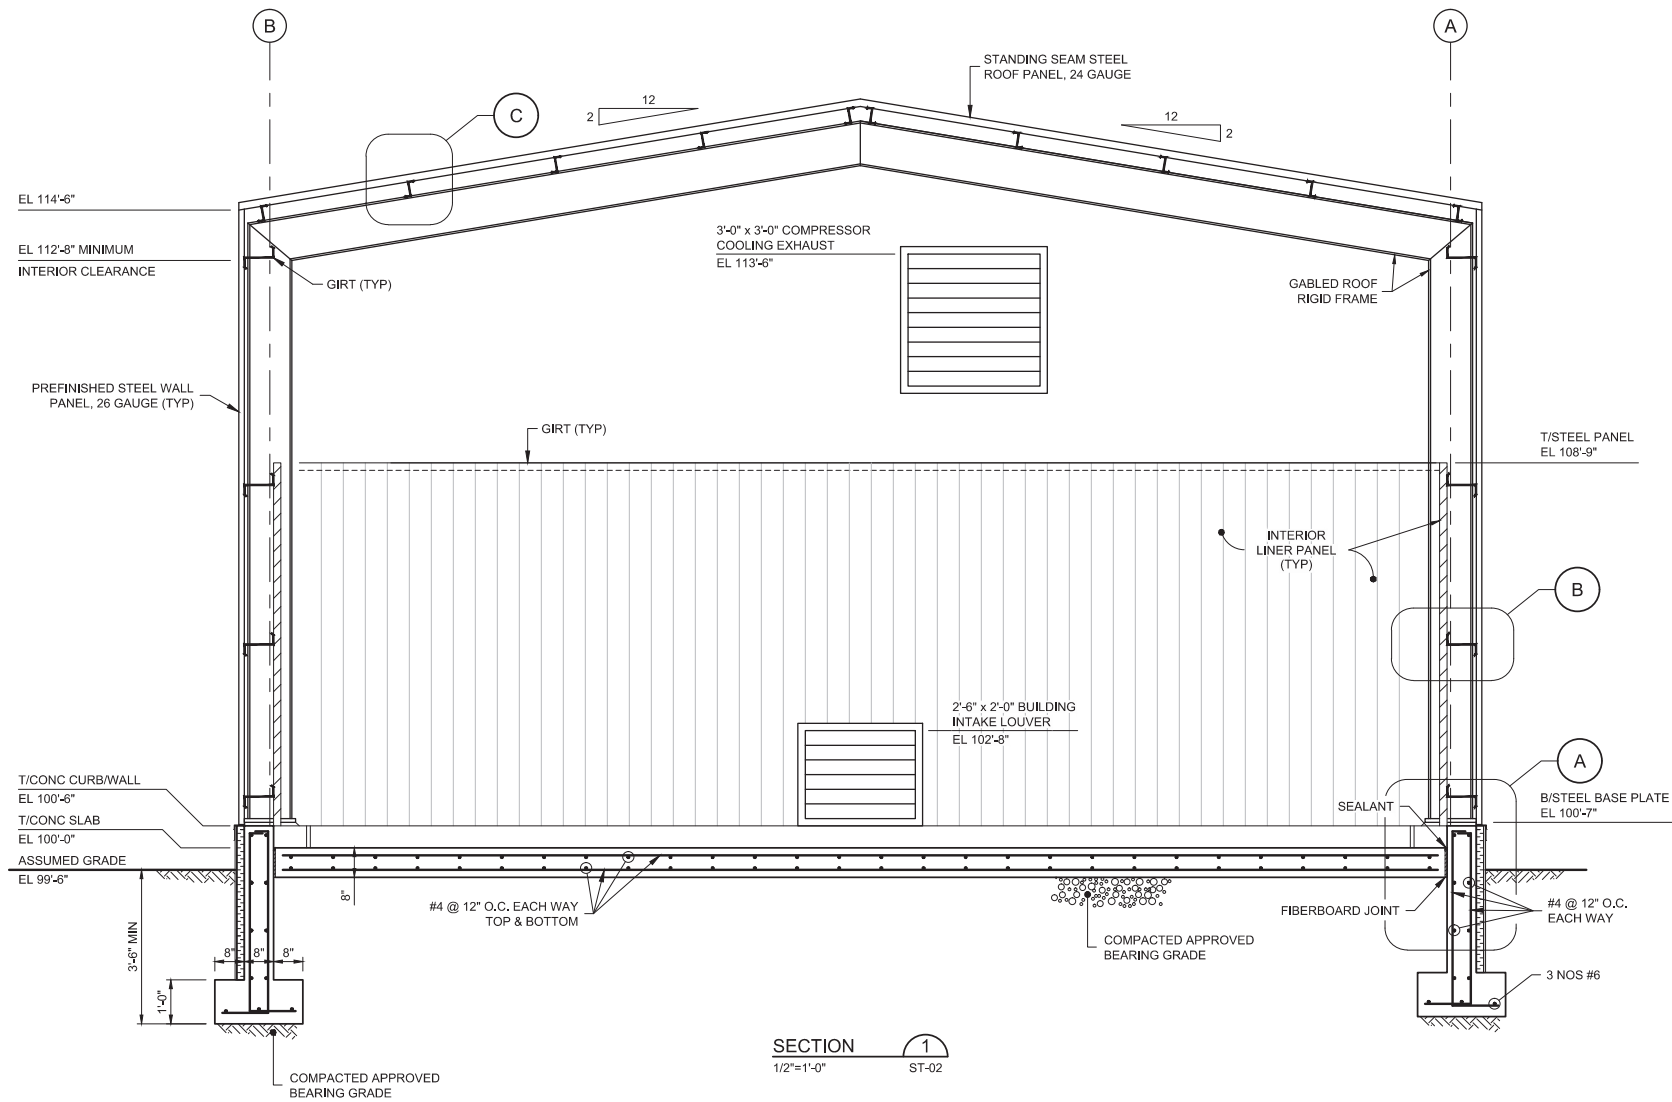 B
A
STANDING SEAM STEEL
ROOF PANEL, 24 GAUGE
12
2
C
12
2
EL 114'-6"
EL 112'-8" MINIMUM
INTERIOR CLEARANCE
3'-0" x 3'-0" COMPRESSOR
COOLING EXHAUST
EL 113'-6"
GIRT (TYP)
GABLED ROOF
RIGID FRAME
PREFINISHED STEEL WALL
PANEL, 26 GAUGE (TYP)
GIRT (TYP)
T/STEEL PANEL
EL 108'-9"
INTERIOR
LINER PANEL
(TYP)
B
2'-6" x 2'-0" BUILDING
INTAKE LOUVER
EL 102'-8"
A
T/CONC CURB/WALL
EL 100'-6"
T/CONC SLAB
EL 100'-0"
ASSUMED GRADE
EL 99'-6"
SEALANT
B/STEEL BASE PLATE
EL 100'-7"
8"
#4 @ 12" O.C. EACH WAY
TOP & BOTTOM
FIBERBOARD JOINT
#4 @ 12" O.C.
EACH WAY
COMPACTED APPROVED
BEARING GRADE
3'-6" MIN
8"
8"
8"
1'-0"
3 NOS #6
SECTION
1
1/2"=1'-0"
ST-02
COMPACTED APPROVED
BEARING GRADE